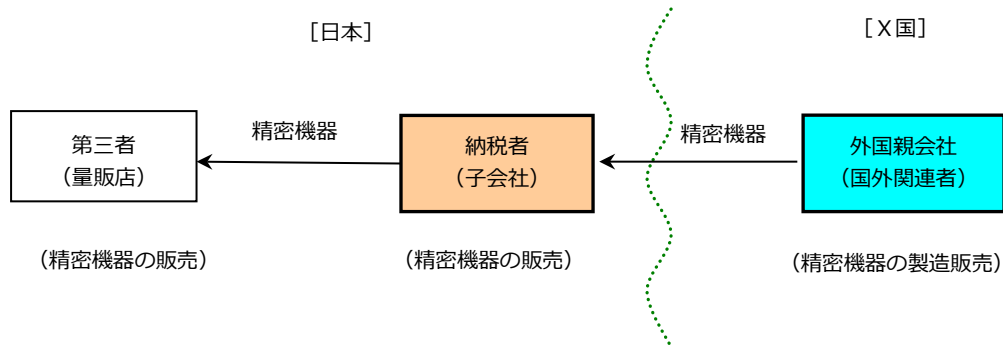 ［日本］
［Ｘ国］
第三者
（量販店）
精密機器
納税者
（子会社）
精密機器
外国親会社
（国外関連者）
（精密機器の販売）
（精密機器の販売）
（精密機器の製造販売）